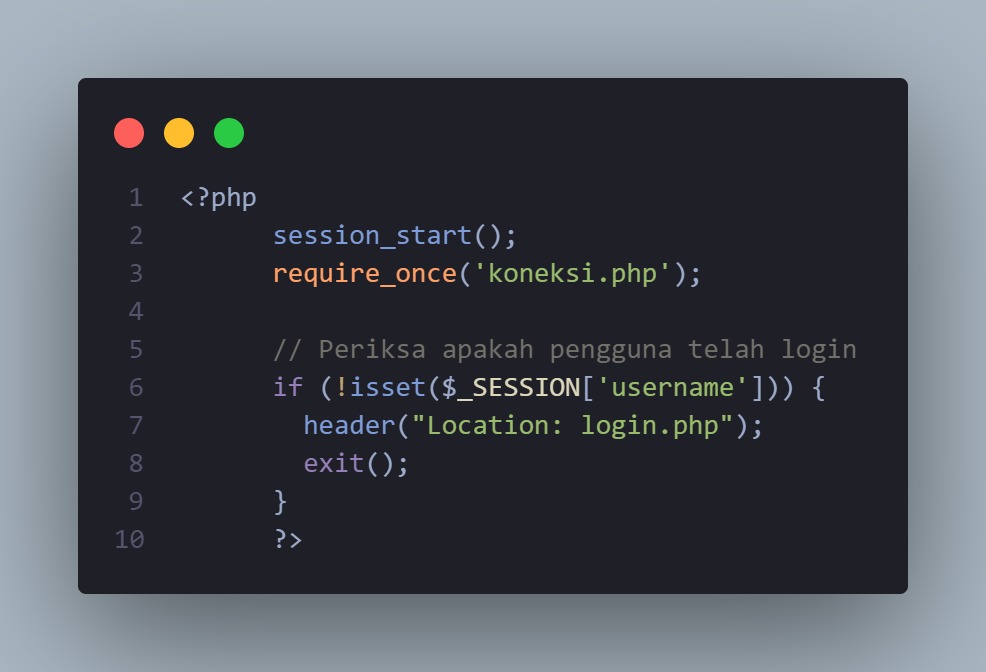 1 <?php
2 session_start();
3 require_once('koneksi.php');
4
5 // Periksa apakah pengguna telah login
6 if (!isset($_SESSION['username'])) {
7 header("Location: login.php");
8 exit();
9 }
10 ?>